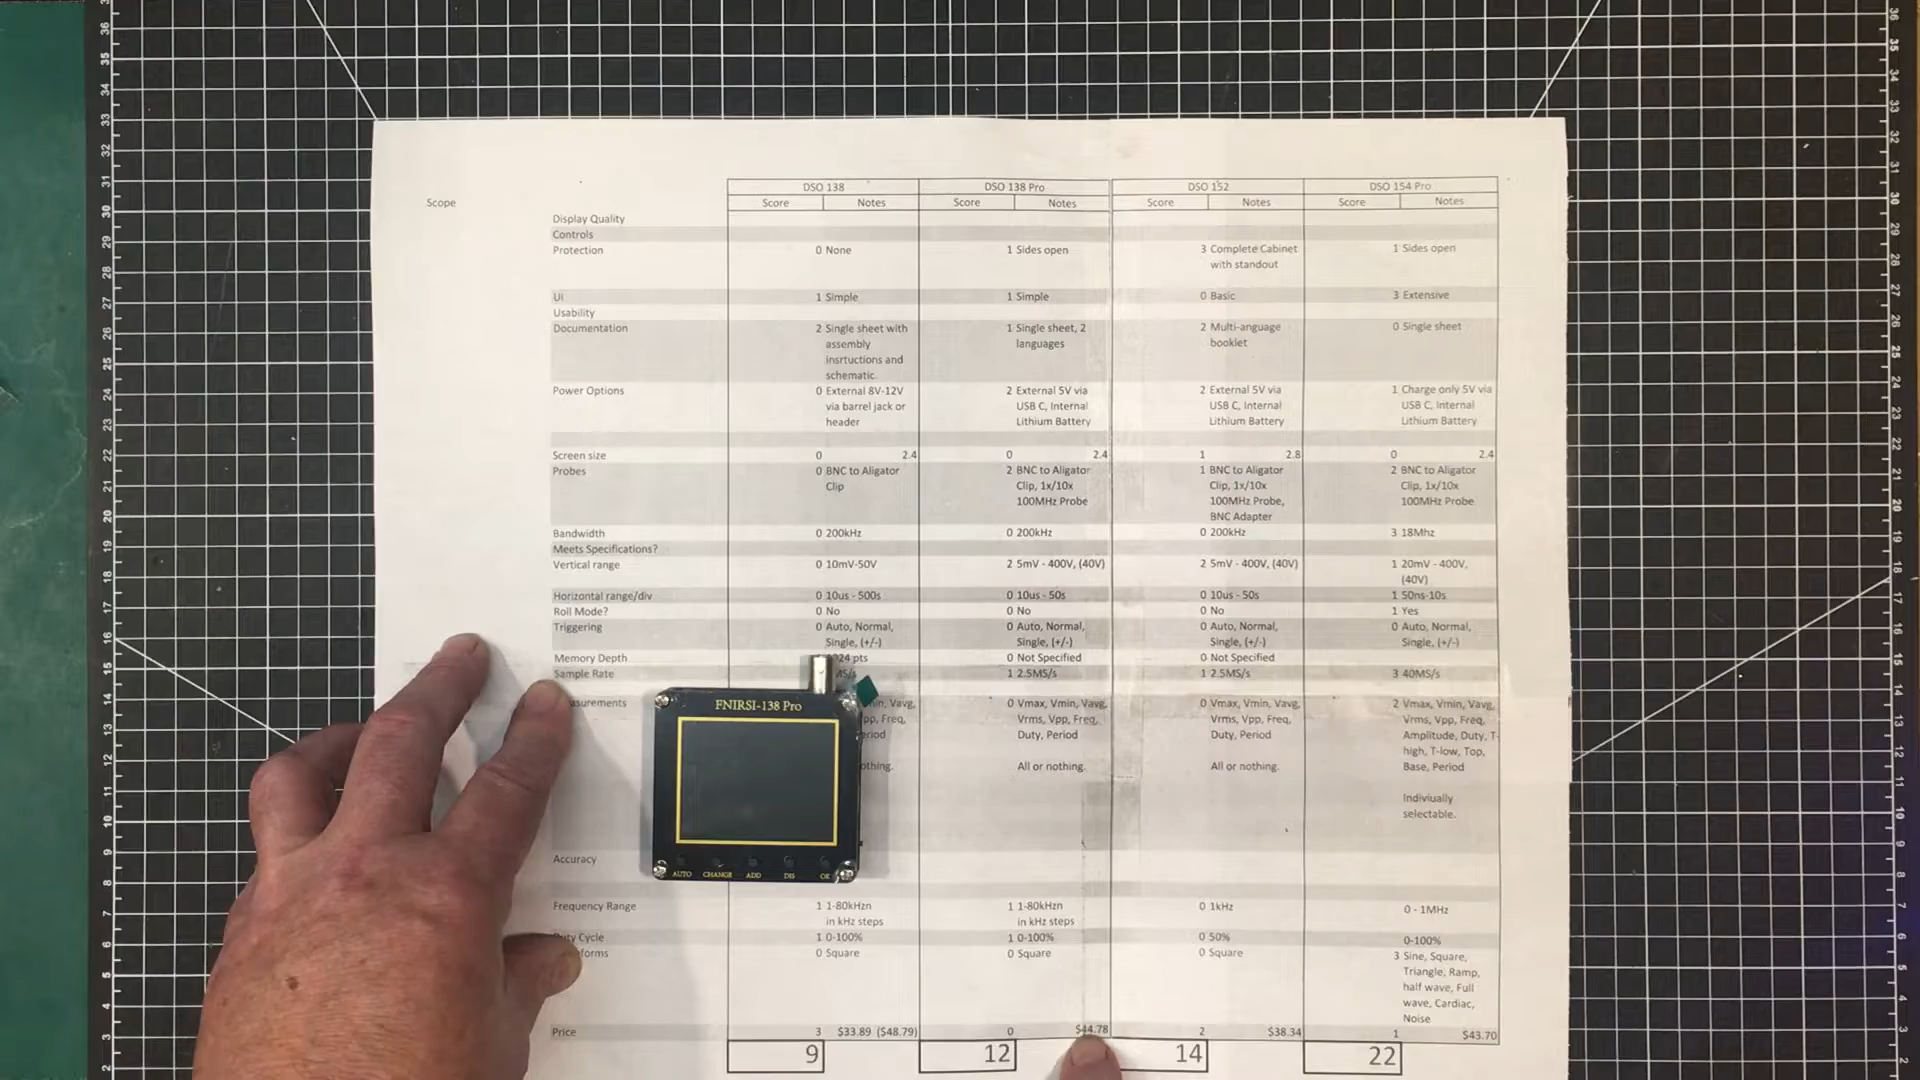 DSO 138 DSO 138 Pro DSO 152 DSO 154 Pro
Scope Score Notes Score Notes Score Notes Score Notes
Display Quality
Controls
Protection 0 None 1 Sides open 3 Complete Cabinet 1 Sides open
with standout
UI 1 Simple 1 Simple 0 Basic 3 Extensive
Usability
Documentation 2 Single sheet with 1 Single sheet, 2 2 Multi-anguage 0 Single sheet
assembly languages booklet
insrtuctions and
schematic.
Power Options 0 External 8V-12V 2 External 5V via 2 External 5V via 1 Charge only 5V via
via barrel jack or USB C, Internal USB C, Internal USB C, Internal
header Lithium Battery Lithium Battery Lithium Battery
Screen size 0 2.4 0 2.4 1 2.8 0 2.4
Probes 0 BNC to Aligator 2 BNC to Aligator 1 BNC to Aligator 2 BNC to Aligator
Clip Clip, 1x/10x Clip, 1x/10x Clip, 1x/10x
100MHz Probe 100MHz Probe, 100MHz Probe.
BNC Adapter
Bandwidth 0 200kHz 0 200kHz 0 200kHz 3 18Mhz
Meets Specifications?
Vertical range 0 10mV-50V 2 5mV - 400V, (40V) 2 5mV - 400V, (40V) 1 20mV - 400V,
(40V)
Horizontal range/div 0 10us - 500s 0 10us - 50s 0 10us - 50s 1 50ns-10s
Roll Mode? 0 No 0 No 0 No 1 Yes
Triggering 0 Auto, Normal, 0 Auto, Normal, 0 Auto, Normal, 0 Auto, Normal,
Single, (+/-) Single, (+/-) Single, (+/-) Single, (+/-)
Memory Depth pts 0 Not Specified 0 Not Specified
Sample Rate 1 2.5MS/s 1 2.5MS/s 3 40MS/s
Vavg, 0 Vmax, Vmin, Vavg, 0 Vmax, Vmin, Vavg, 2 Vmax, Vmin, Vavg,
Freq, Vrms, Vpp, Freq, Vrms, Vpp, Freq, Vrms, Vpp, Freq,
Duty, Period Duty, Period Amplitude, Duty, T-
high, T-low, Top,
All or nothing. All or nothing. Base, Period
Indiviually
selectable.
FNIRSI-138 Pro
AUTO CHANGE ADD DIS OK
Accuracy
Frequency Range 1 1-80kHzn 1 1-80kHzn 0 1kHz 0 - 1MHz
in kHz steps in kHz steps
Cycle 1 0-100% 1 0-100% 0 50% 0-100%
0 Square 0 Square 0 Square 3 Sine, Square,
Triangle, Ramp,
half wave, Full
wave, Cardiac,
Noise
Price 3 $33.89 ($48.79) 0 $44.78 2 $38.34 1 $43.70
9 12 14 22